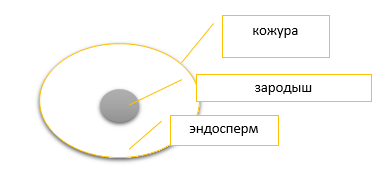 кожура
зародыш
эндосперм